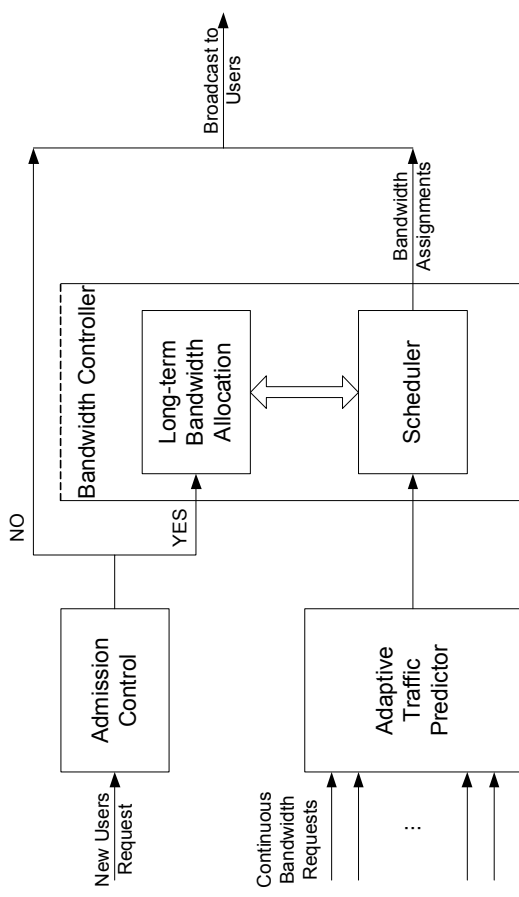 New Users
Request
Admission
Control
NO
YES
Bandwidth Controller
Long-term
Bandwidth
Allocation
Broadcast to
Users
Continuous
Bandwidth
Requests
...
Adaptive
Traffic
Predictor
Scheduler
Bandwidth
Assignments